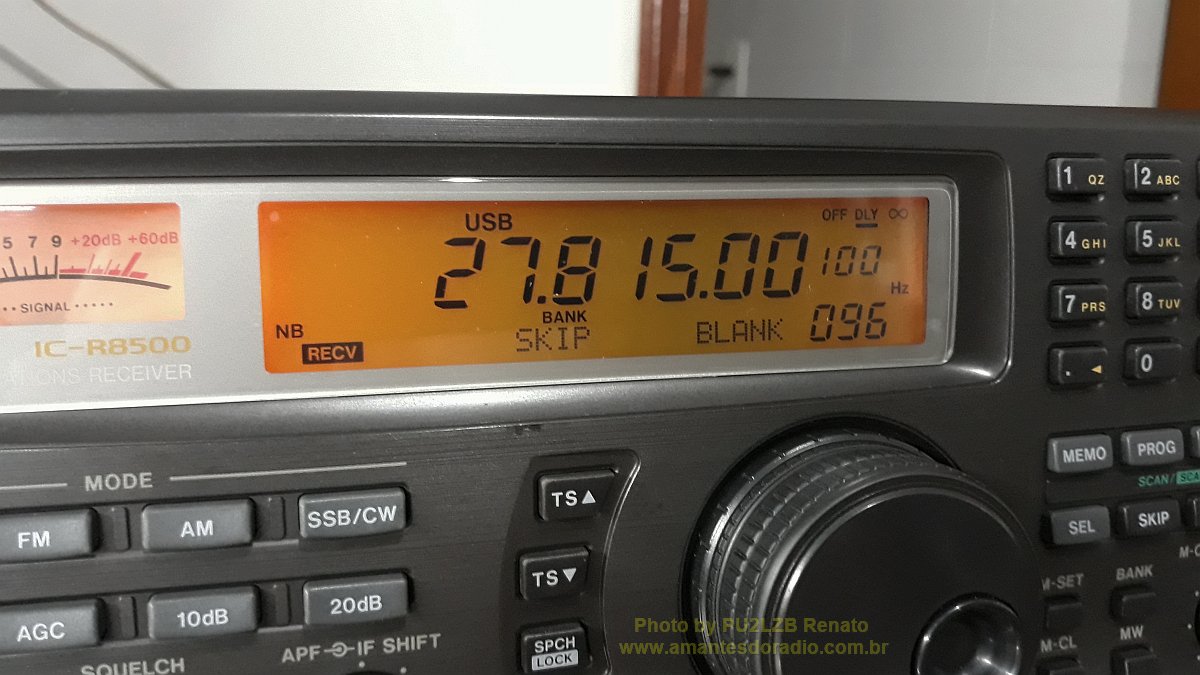 USB
OFF DLY ∞
27.815.00 100
Hz
BANK
NB
SKIP BLANK 096
RECV
5 7 9 +20dB +60dB
SIGNAL
IC-R8500
RECEIVER
1 QZ
2 ABC
4 GHI
5 JKL
7 PRS
8 TUV
. ◄
0
MEMO PROG
SCAN/
SEL SKIP
M-SET BANK
M-CL MW
MODE
FM AM SSB/CW
AGC 10dB 20dB
SQUELCH
APF IF SHIFT
TS▲
TS▼
SPCH
LOCK
Photo by PU2LZB Renato
www.amantesdoradio.com.br